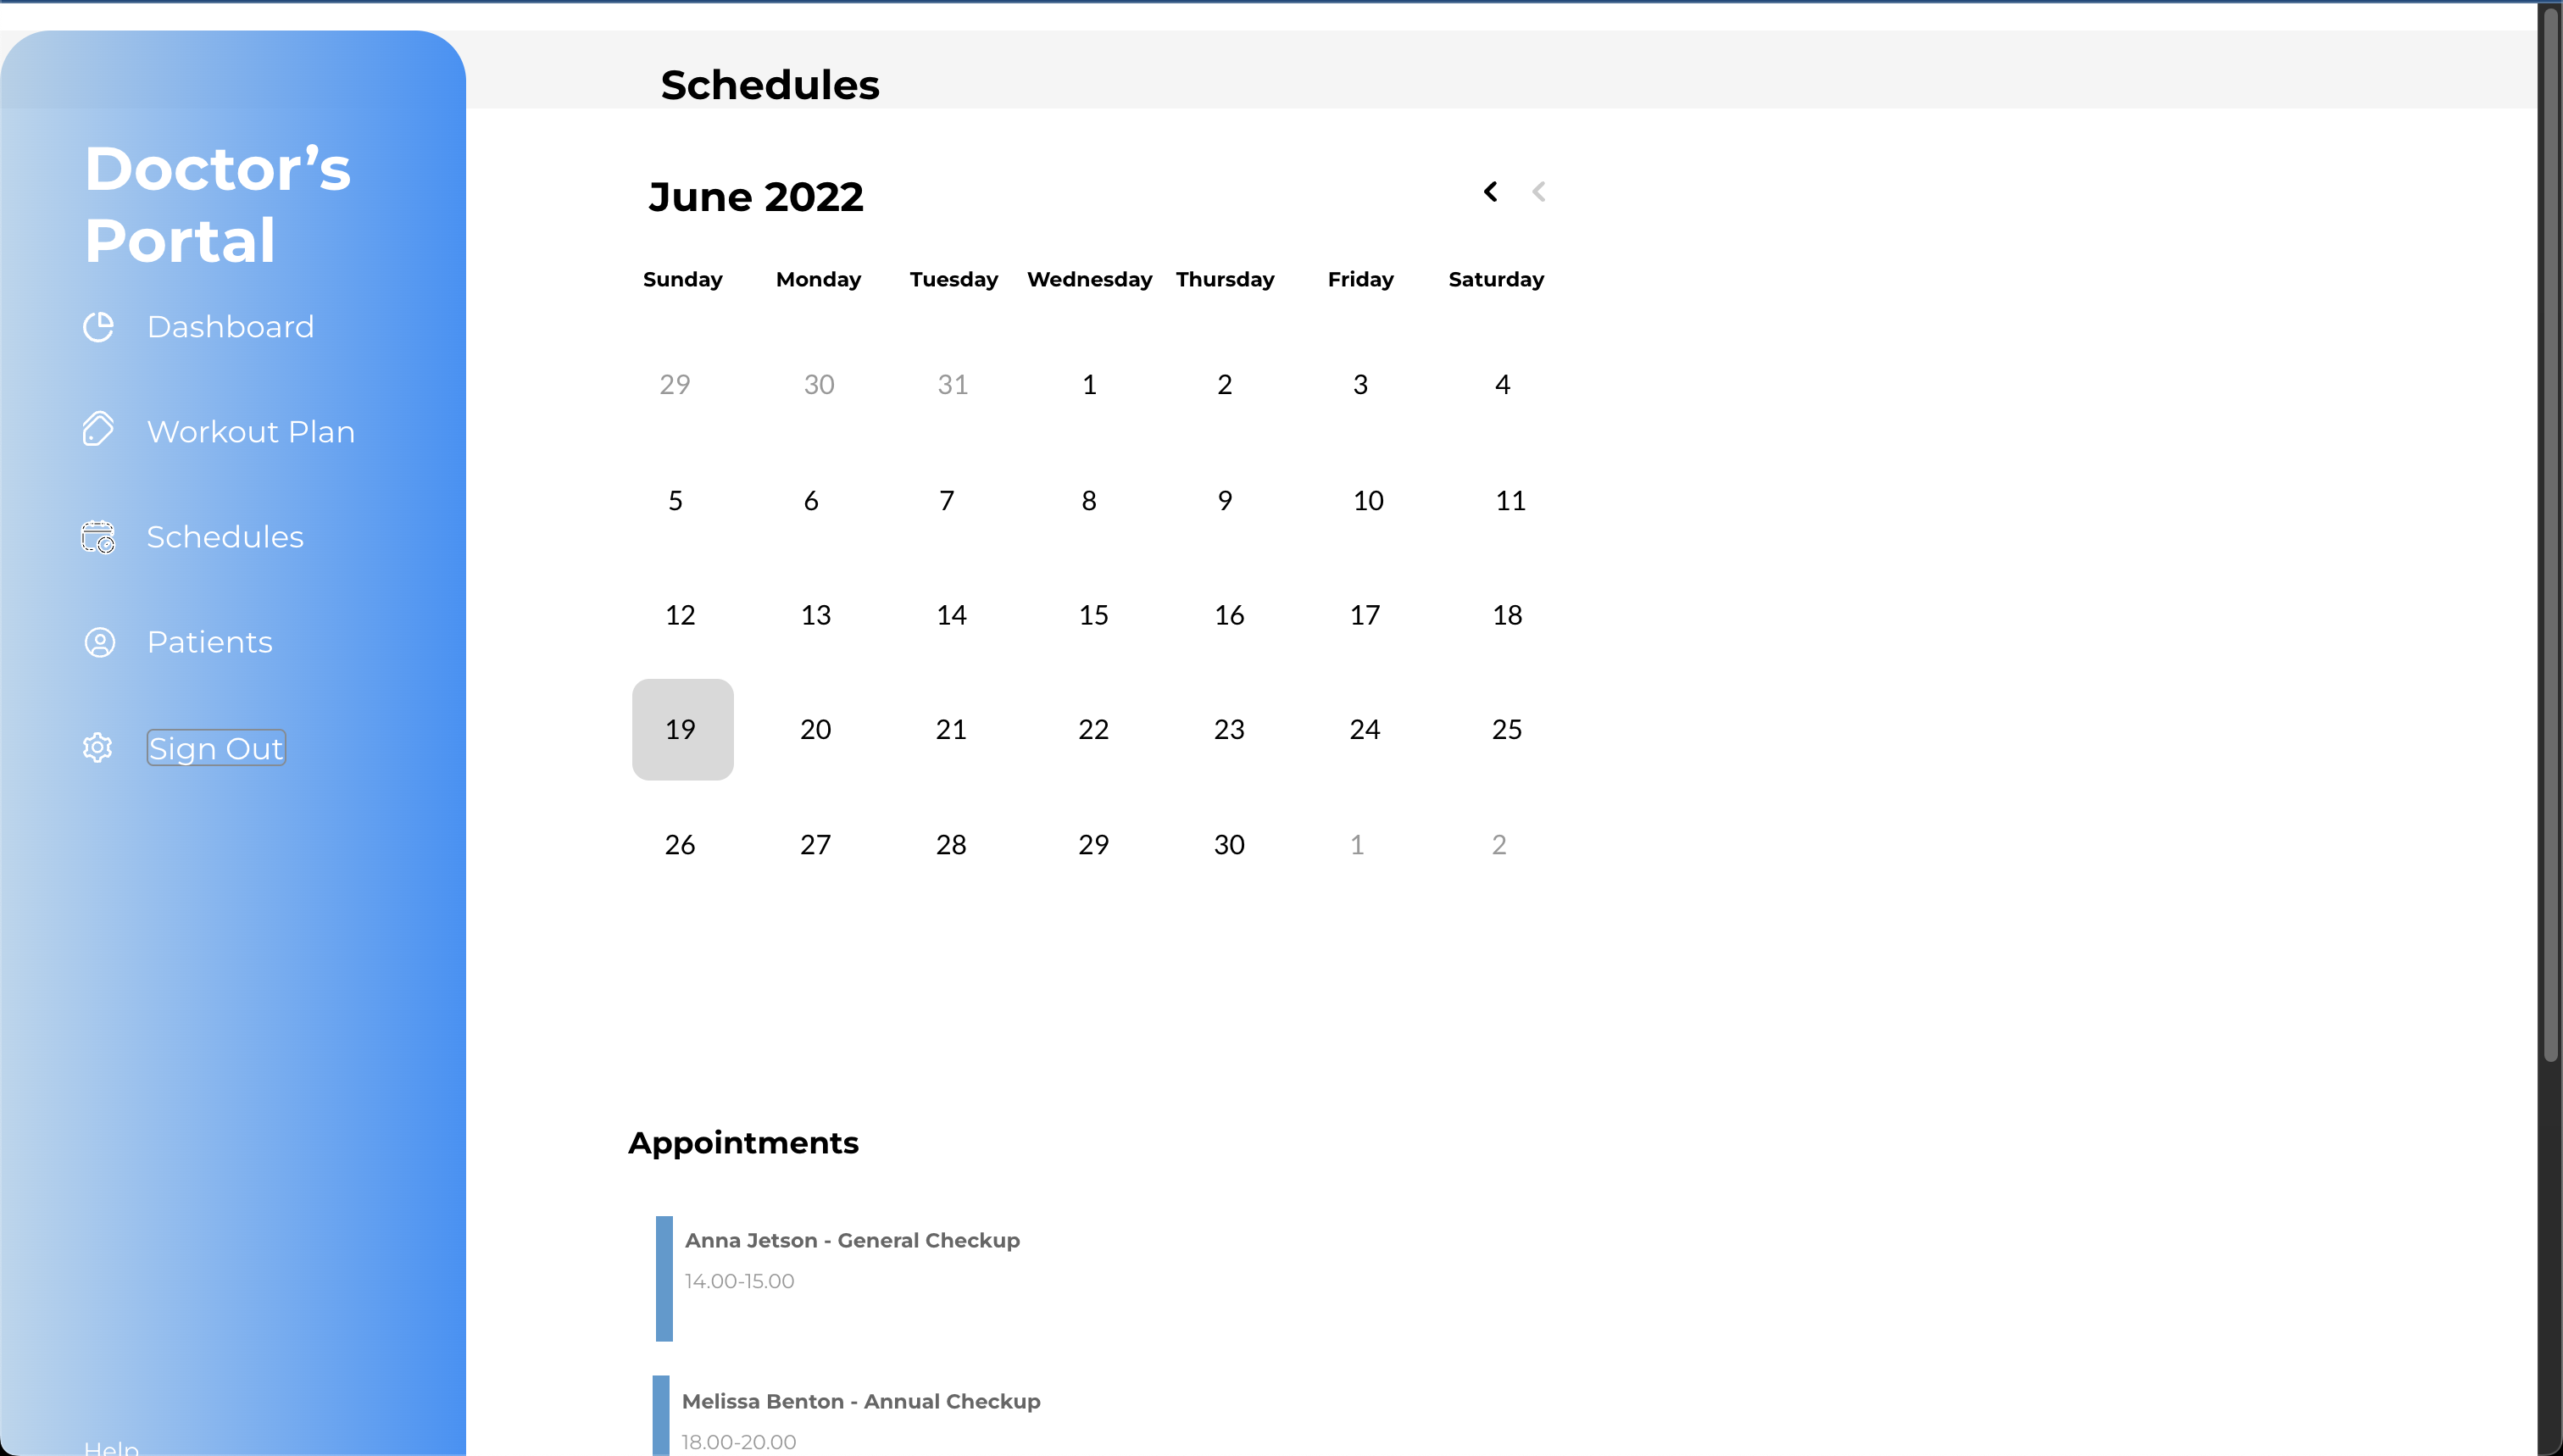 Schedules
Doctor’s
Portal
Dashboard
Workout Plan
Schedules
Patients
Sign Out
Help
June 2022
Sunday Monday Tuesday Wednesday Thursday Friday Saturday
29 30 31 1 2 3 4
5 6 7 8 9 10 11
12 13 14 15 16 17 18
19 20 21 22 23 24 25
26 27 28 29 30 1 2
Appointments
Anna Jetson - General Checkup
14.00-15.00
Melissa Benton - Annual Checkup
18.00-20.00